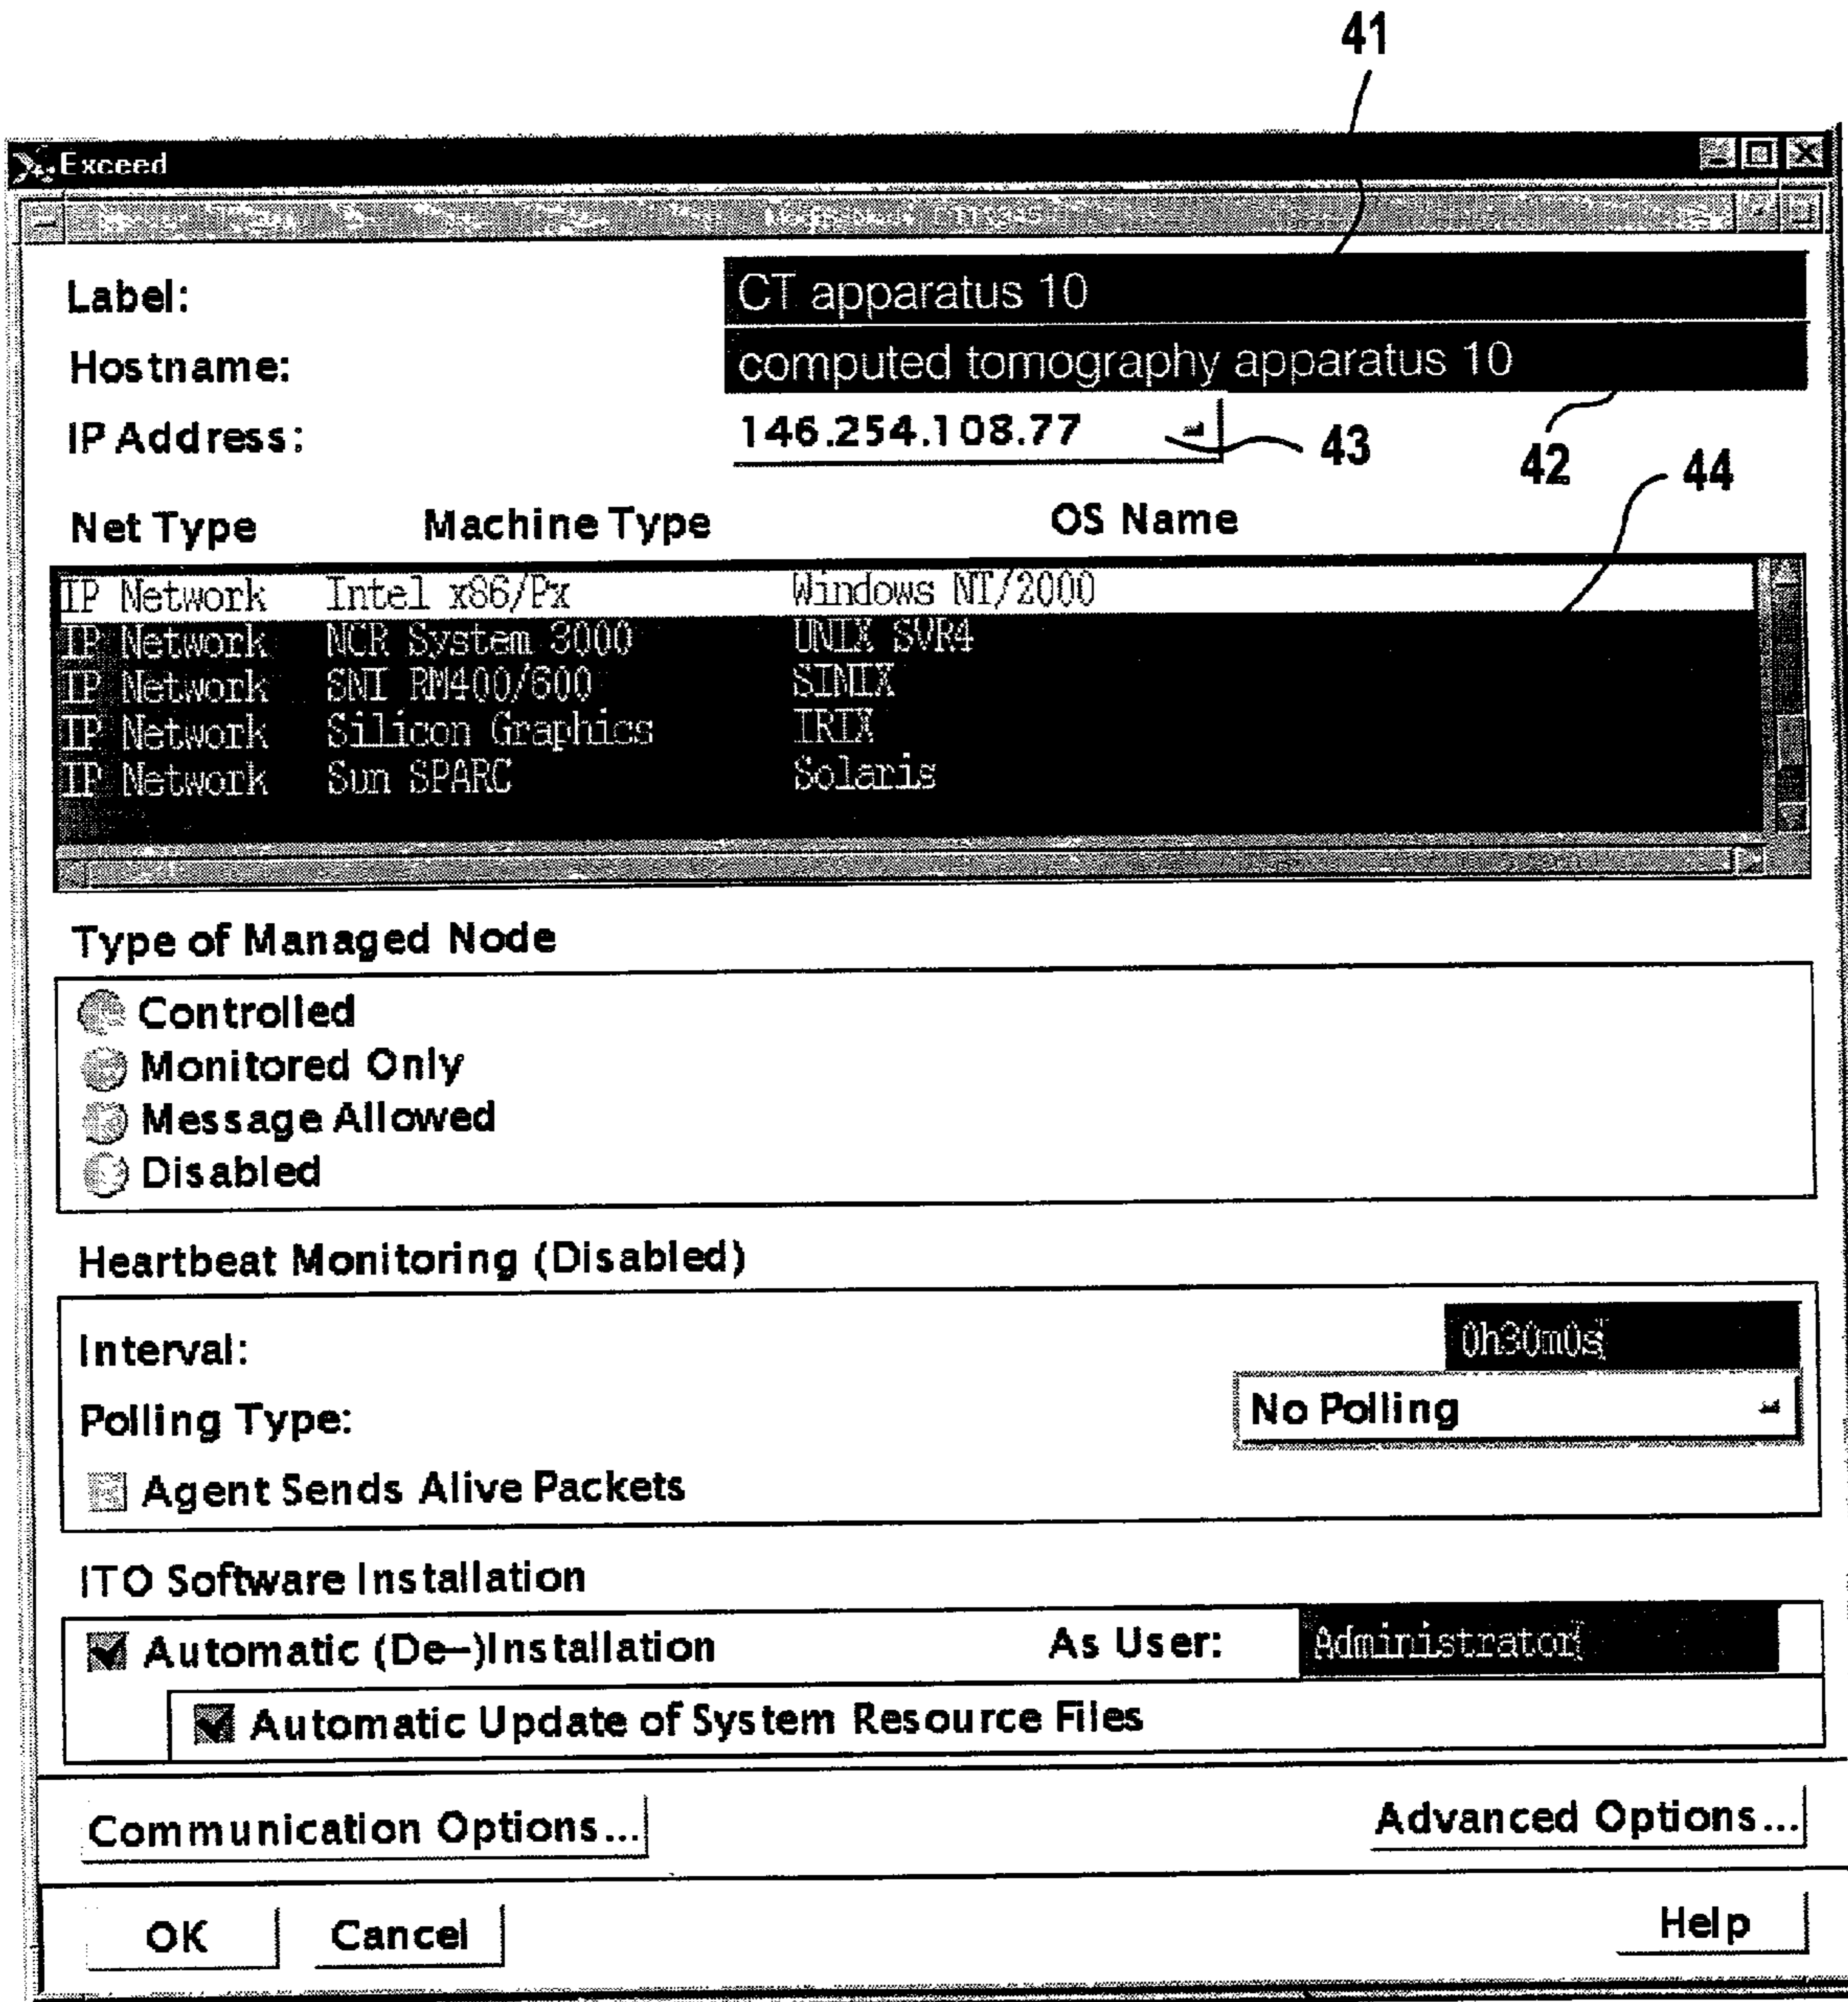 41
Exceed
Label: CT apparatus 10
Hostname: computed tomography apparatus 10
IP Address: 146.254.108.77 43 42 44
Net Type Machine Type OS Name
IP Network Intel x86/Px Windows NT/2000
IP Network NCR System 3000 UNIX SVR4
IP Network SNI RM400/600 SINIX
IP Network Silicon Graphics IRIX
IP Network Sun SPARC Solaris
Type of Managed Node
Controlled
Monitored Only
Message Allowed
Disabled
Heartbeat Monitoring (Disabled)
Interval: 0h30m0s
Polling Type: No Polling
Agent Sends Alive Packets
ITO Software Installation
Automatic (De-)Installation As User: Administrator
Automatic Update of System Resource Files
Communication Options... Advanced Options...
OK Cancel Help